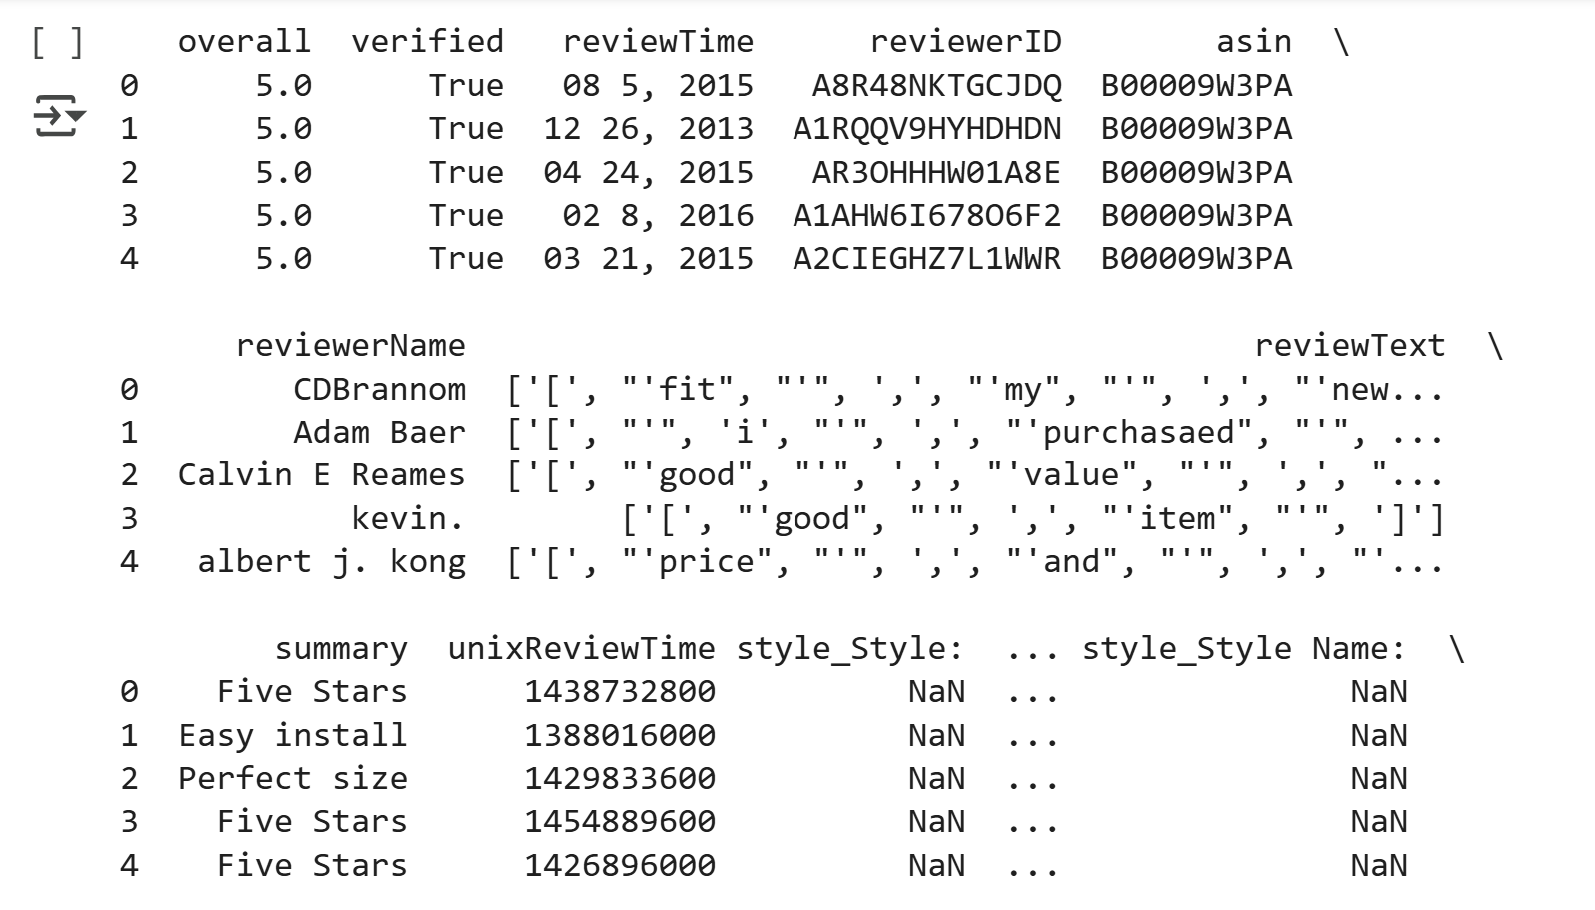 [ ] overall verified reviewTime reviewerID asin \
0 5.0 True 08 5, 2015 A8R48NKTGCJDQ B00009W3PA
1 5.0 True 12 26, 2013 A1RQQV9HYHDHDN B00009W3PA
2 5.0 True 04 24, 2015 AR3OHHHW01A8E B00009W3PA
3 5.0 True 02 8, 2016 A1AHW6I678O6F2 B00009W3PA
4 5.0 True 03 21, 2015 A2CIEGHZ7L1WWR B00009W3PA
reviewerName reviewText \
0 CDBrannom ['[', "'fit", "'", ',', "'my", "'", ',', "'new...
1 Adam Baer ['[', "'", 'i', "'", ',', "'purchasaed", "'", ...
2 Calvin E Reames ['[', "'good", "'", ',', "'value", "'", ',', "...
3 kevin. ['[', "'good", "'", ',', "'item", "'", ']']
4 albert j. kong ['[', "'price", "'", ',', "'and", "'", ',', "'...
summary unixReviewTime style_Style: ... style_Style Name: \
0 Five Stars 1438732800 NaN ... NaN
1 Easy install 1388016000 NaN ... NaN
2 Perfect size 1429833600 NaN ... NaN
3 Five Stars 1454889600 NaN ... NaN
4 Five Stars 1426896000 NaN ... NaN